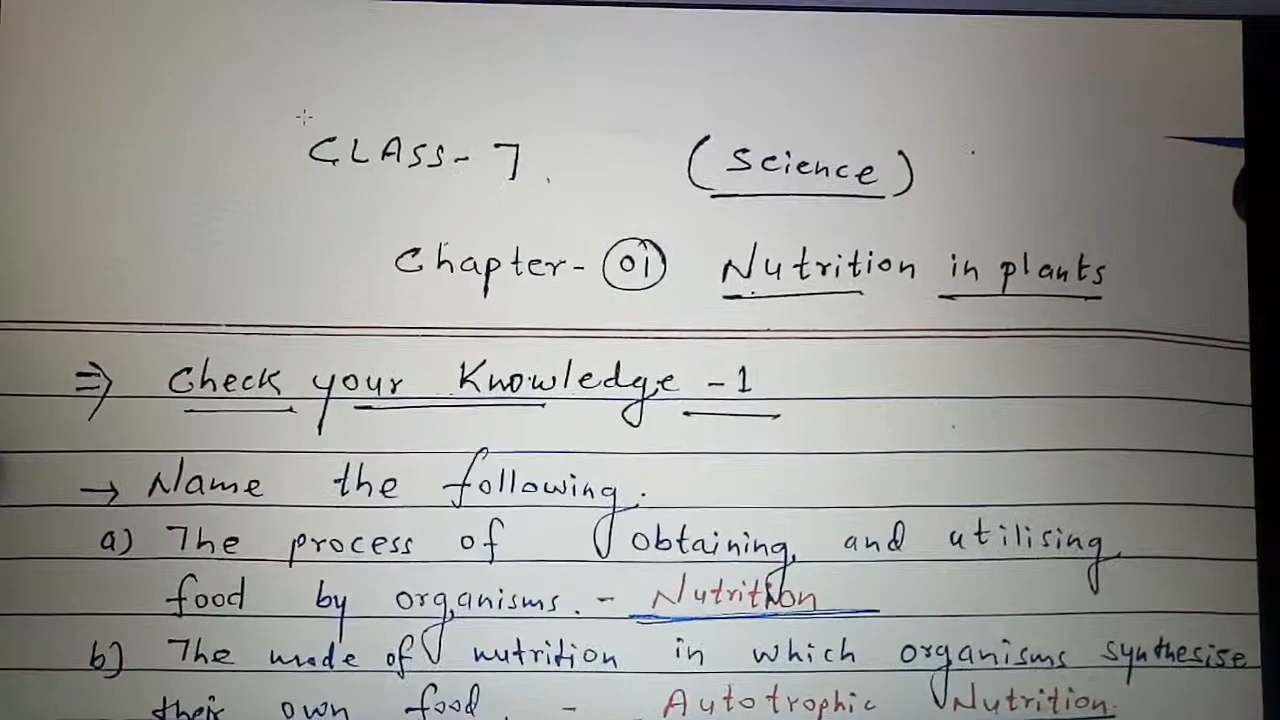 CLASS- 7. (Science)
Chapter- 01 Nutrition in plants
⇒ Check your Knowledge - 1
→ Name the following.
a) The process of obtaining and utilising
food by organisms. - Nutrition
b) The mode of nutrition in which organisms synthesise
their own food. - Autotrophic Nutrition.